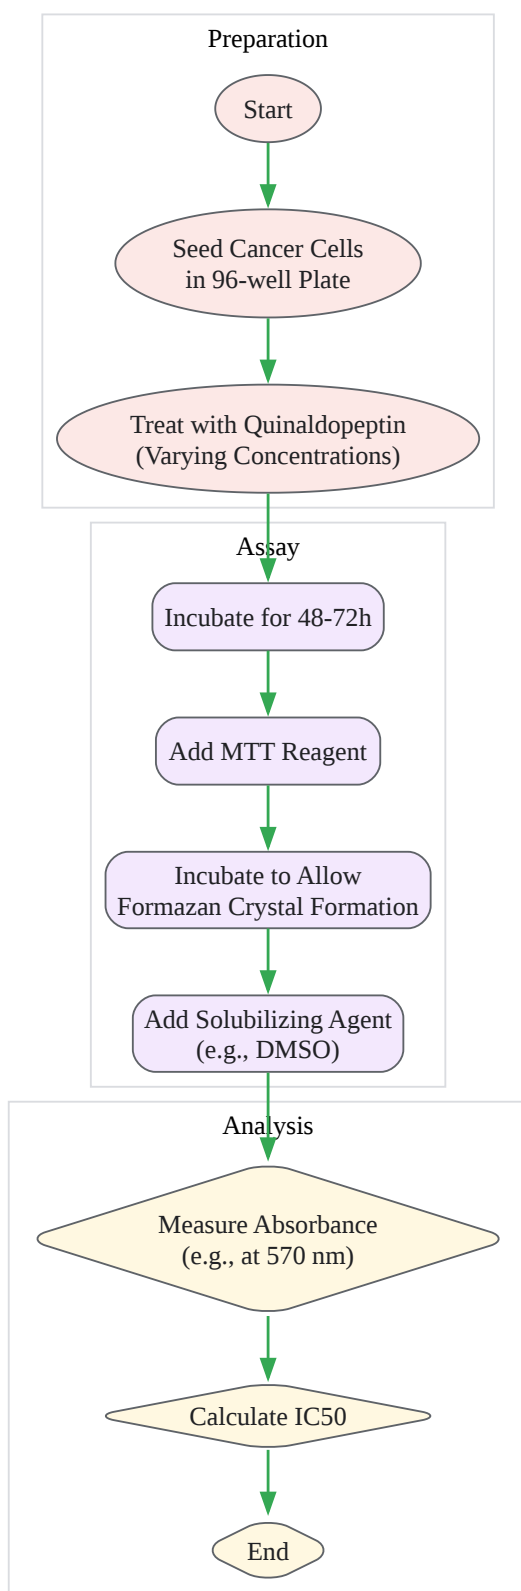 Preparation
Start
Seed Cancer Cells
in 96-well Plate
Treat with Quinaldopeptin
(Varying Concentrations)
Assay
Incubate for 48-72h
Add MTT Reagent
Incubate to Allow
Formazan Crystal Formation
Add Solubilizing Agent
(e.g., DMSO)
Analysis
Measure Absorbance
(e.g., at 570 nm)
Calculate IC50
End